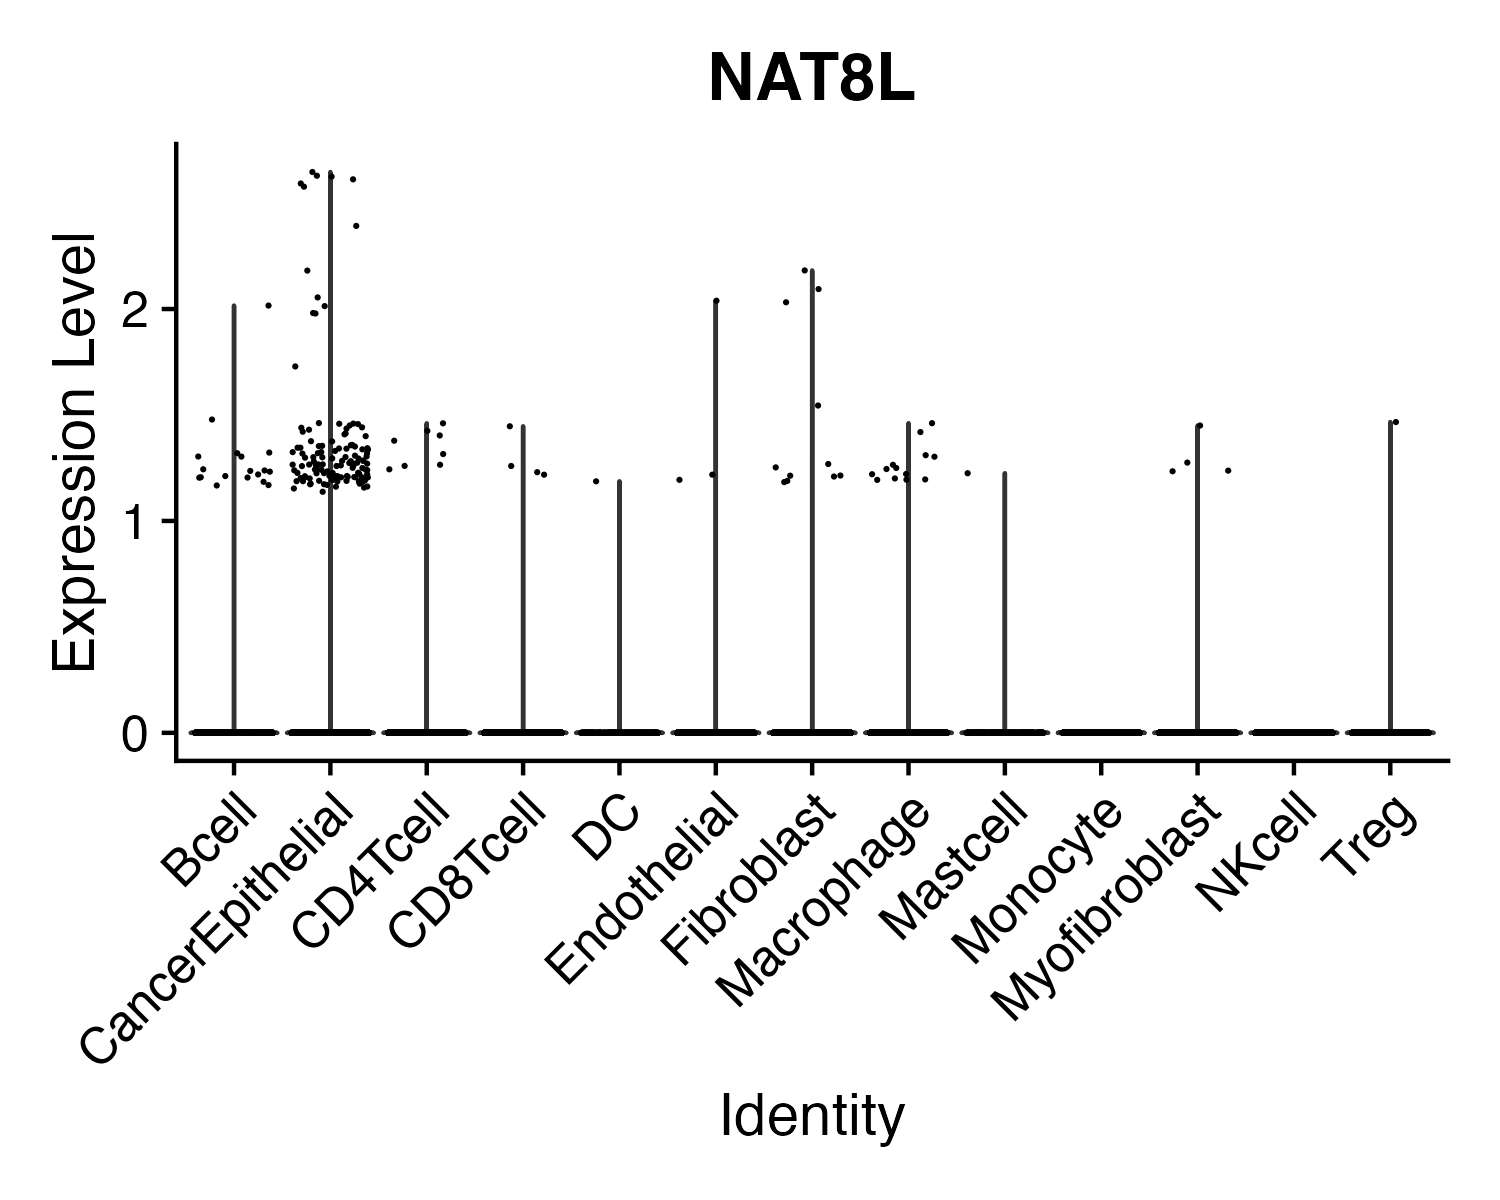 NAT8L
Expression Level
2
1
0
Bcell
CancerEpithelial
CD4Tcell
CD8Tcell
DC
Endothelial
Fibroblast
Macrophage
Mastcell
Monocyte
Myofibroblast
NKcell
Treg
Identity